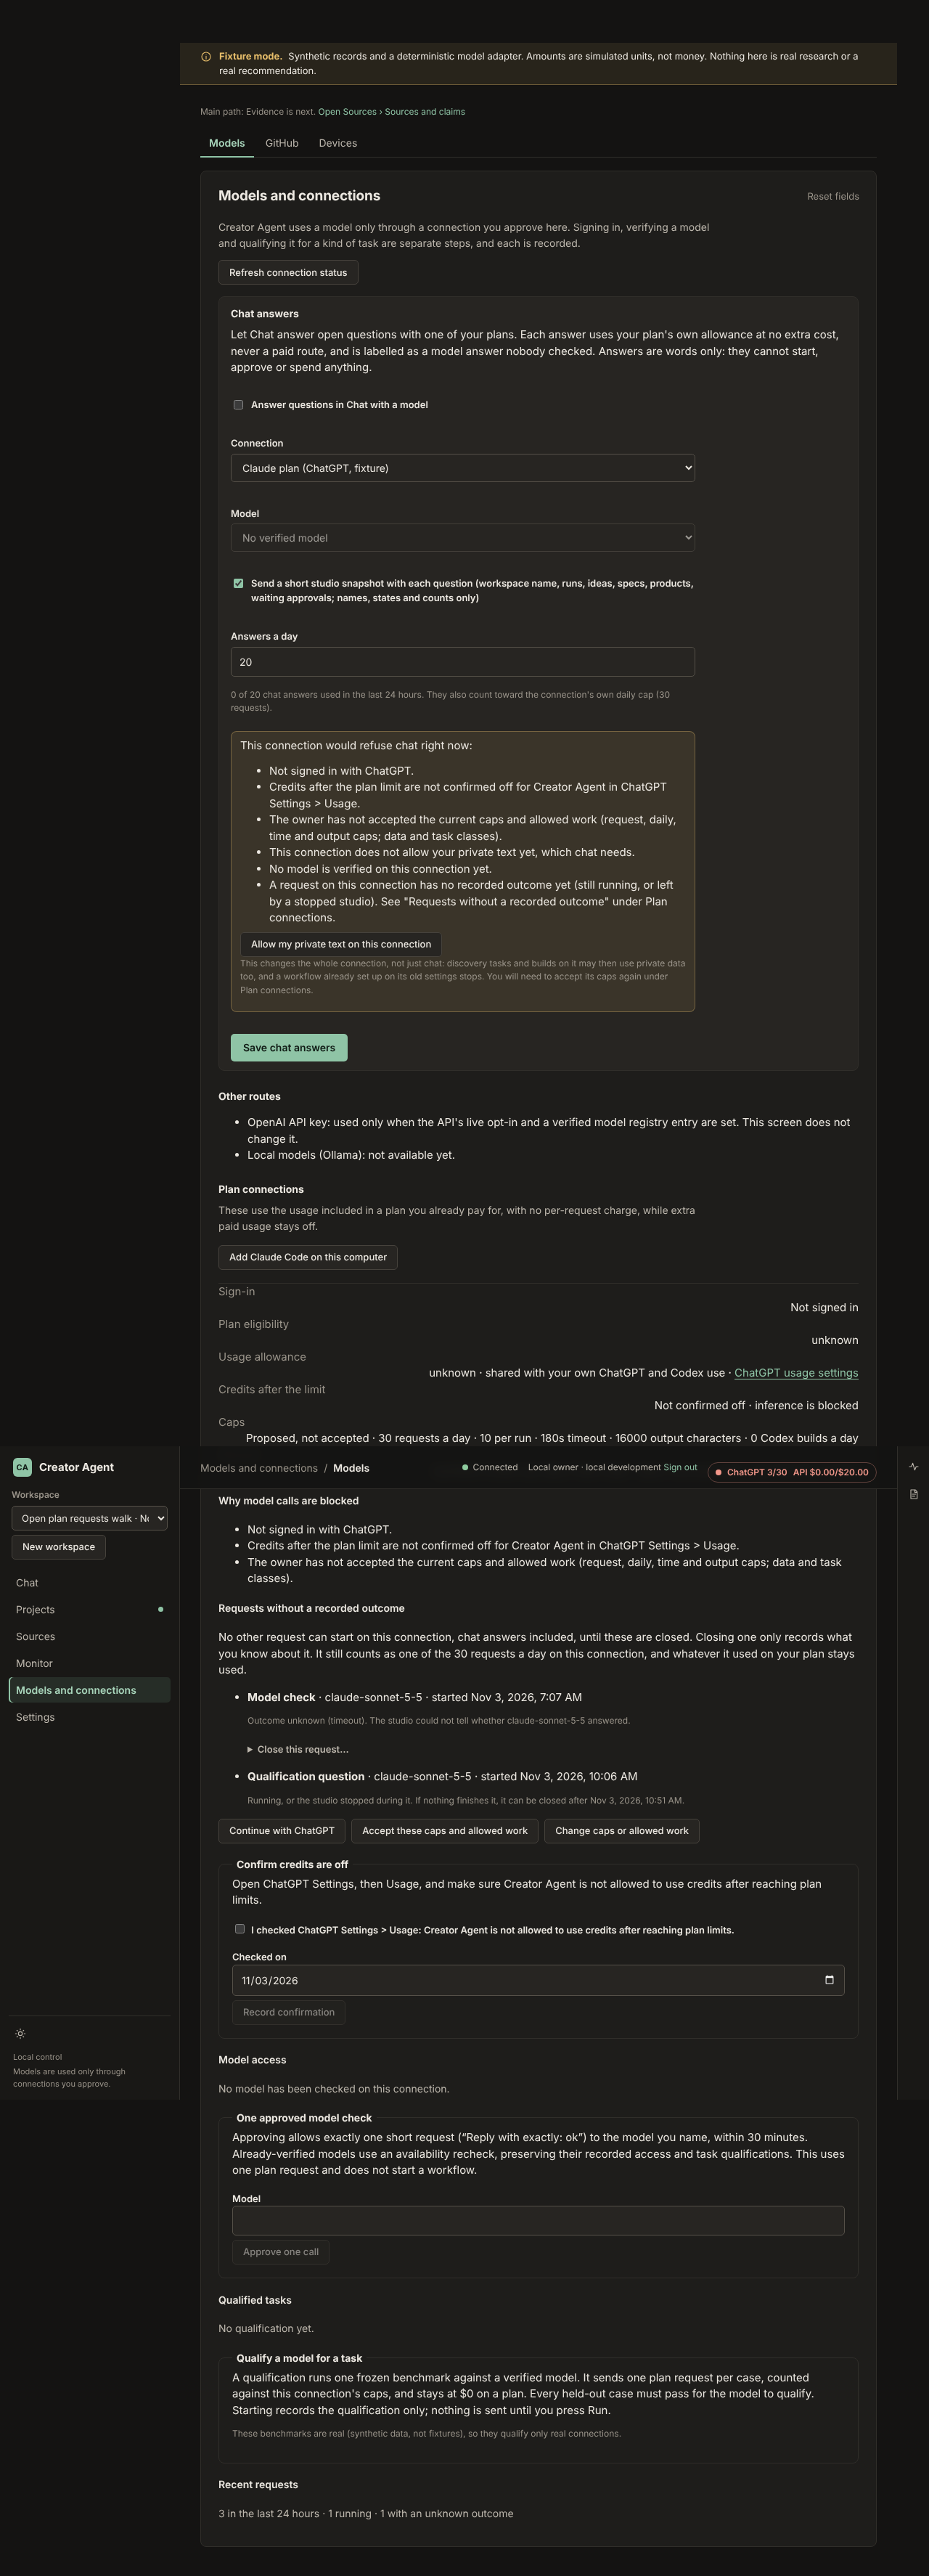 Fixture mode. Synthetic records and a deterministic model adapter. Amounts are simulated units, not money. Nothing here is real research or a
real recommendation.
Main path: Evidence is next. Open Sources › Sources and claims
Models
GitHub
Devices
Models and connections
Reset fields
Creator Agent uses a model only through a connection you approve here. Signing in, verifying a model
and qualifying it for a kind of task are separate steps, and each is recorded.
Refresh connection status
Chat answers
Let Chat answer open questions with one of your plans. Each answer uses your plan's own allowance at no extra cost,
never a paid route, and is labelled as a model answer nobody checked. Answers are words only: they cannot start,
approve or spend anything.
Answer questions in Chat with a model
Connection
Claude plan (ChatGPT, fixture)
Model
No verified model
Send a short studio snapshot with each question (workspace name, runs, ideas, specs, products,
waiting approvals; names, states and counts only)
Answers a day
20
0 of 20 chat answers used in the last 24 hours. They also count toward the connection's own daily cap (30
requests).
This connection would refuse chat right now:
• Not signed in with ChatGPT.
• Credits after the plan limit are not confirmed off for Creator Agent in ChatGPT
Settings > Usage.
• The owner has not accepted the current caps and allowed work (request, daily,
time and output caps; data and task classes).
• This connection does not allow your private text yet, which chat needs.
• No model is verified on this connection yet.
• A request on this connection has no recorded outcome yet (still running, or left
by a stopped studio). See "Requests without a recorded outcome" under Plan
connections.
Allow my private text on this connection
This changes the whole connection, not just chat: discovery tasks and builds on it may then use private data
too, and a workflow already set up on its old settings stops. You will need to accept its caps again under
Plan connections.
Save chat answers
Other routes
• OpenAI API key: used only when the API's live opt-in and a verified model registry entry are set. This screen does not
change it.
• Local models (Ollama): not available yet.
Plan connections
These use the usage included in a plan you already pay for, with no per-request charge, while extra
paid usage stays off.
Add Claude Code on this computer
Sign-in
Not signed in
Plan eligibility
unknown
Usage allowance
unknown · shared with your own ChatGPT and Codex use · ChatGPT usage settings
Credits after the limit
Not confirmed off · inference is blocked
Caps
Proposed, not accepted · 30 requests a day · 10 per run · 180s timeout · 16000 output characters · 0 Codex builds a day
CA
Creator Agent
Models and connections / Models
Connected
Local owner · local development Sign out
ChatGPT 3/30 API $0.00/$20.00
Workspace
Open plan requests walk · No
New workspace
Chat
Projects
Sources
Monitor
Models and connections
Settings
Local control
Models are used only through
connections you approve.
Why model calls are blocked
• Not signed in with ChatGPT.
• Credits after the plan limit are not confirmed off for Creator Agent in ChatGPT Settings > Usage.
• The owner has not accepted the current caps and allowed work (request, daily, time and output caps; data and task
classes).
Requests without a recorded outcome
No other request can start on this connection, chat answers included, until these are closed. Closing one only records what
you know about it. It still counts as one of the 30 requests a day on this connection, and whatever it used on your plan stays
used.
• Model check · claude-sonnet-5-5 · started Nov 3, 2026, 7:07 AM
Outcome unknown (timeout). The studio could not tell whether claude-sonnet-5-5 answered.
Close this request...
• Qualification question · claude-sonnet-5-5 · started Nov 3, 2026, 10:06 AM
Running, or the studio stopped during it. If nothing finishes it, it can be closed after Nov 3, 2026, 10:51 AM.
Continue with ChatGPT
Accept these caps and allowed work
Change caps or allowed work
Confirm credits are off
Open ChatGPT Settings, then Usage, and make sure Creator Agent is not allowed to use credits after reaching plan
limits.
I checked ChatGPT Settings > Usage: Creator Agent is not allowed to use credits after reaching plan limits.
Checked on
11/03/2026
Record confirmation
Model access
No model has been checked on this connection.
One approved model check
Approving allows exactly one short request (“Reply with exactly: ok”) to the model you name, within 30 minutes.
Already-verified models use an availability recheck, preserving their recorded access and task qualifications. This uses
one plan request and does not start a workflow.
Model
Approve one call
Qualified tasks
No qualification yet.
Qualify a model for a task
A qualification runs one frozen benchmark against a verified model. It sends one plan request per case, counted
against this connection's caps, and stays at $0 on a plan. Every held-out case must pass for the model to qualify.
Starting records the qualification only; nothing is sent until you press Run.
These benchmarks are real (synthetic data, not fixtures), so they qualify only real connections.
Recent requests
3 in the last 24 hours · 1 running · 1 with an unknown outcome